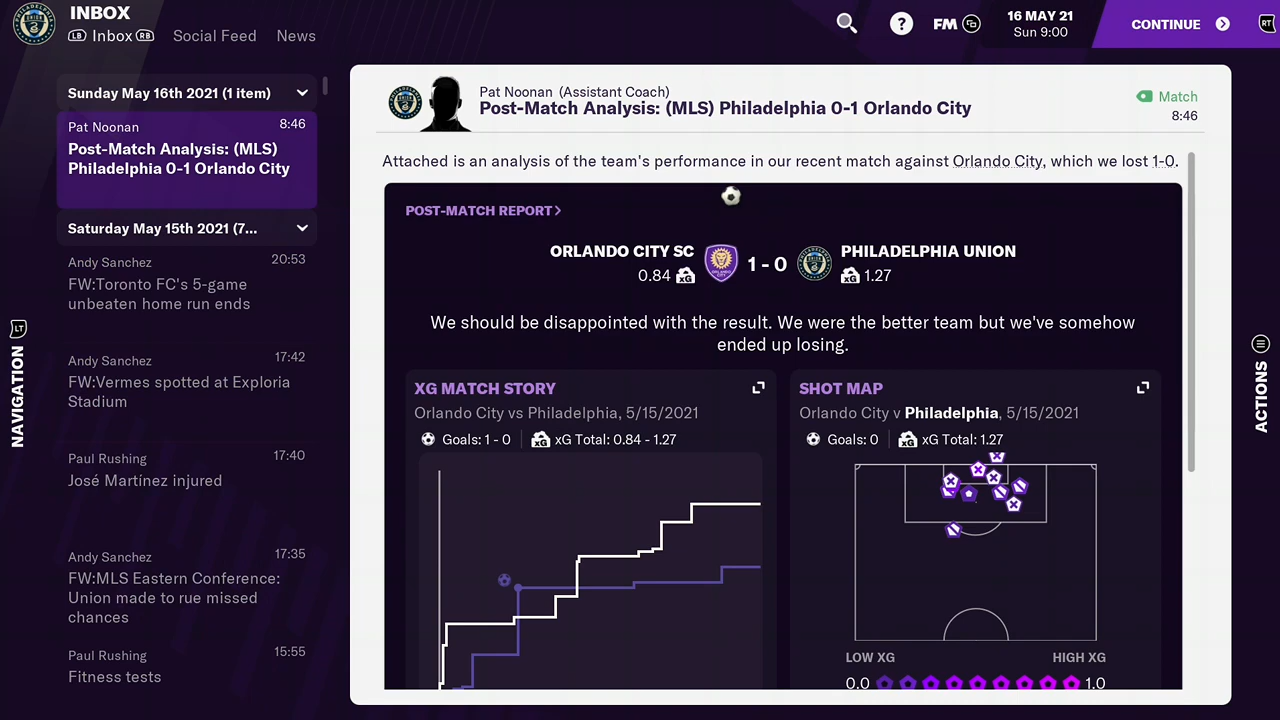 INBOX
LB Inbox RB
Social Feed
News
?
FM
16 MAY 21
Sun 9:00
CONTINUE
RT
Sunday May 16th 2021 (1 item)
Pat Noonan
8:46
Post-Match Analysis: (MLS)
Philadelphia 0-1 Orlando City
Saturday May 15th 2021 (7...
Andy Sanchez
20:53
FW:Toronto FC's 5-game
unbeaten home run ends
Andy Sanchez
17:42
FW:Vermes spotted at Exploria
Stadium
Paul Rushing
17:40
José Martínez injured
Andy Sanchez
17:35
FW:MLS Eastern Conference:
Union made to rue missed
chances
Paul Rushing
15:55
Fitness tests
LT
NAVIGATION
Pat Noonan (Assistant Coach)
Post-Match Analysis: (MLS) Philadelphia 0-1 Orlando City
Match
8:46
Attached is an analysis of the team's performance in our recent match against Orlando City, which we lost 1-0.
POST-MATCH REPORT
ORLANDO CITY SC
0.84 xG
1 - 0
PHILADELPHIA UNION
xG 1.27
We should be disappointed with the result. We were the better team but we've somehow
ended up losing.
XG MATCH STORY
Orlando City vs Philadelphia, 5/15/2021
Goals: 1 - 0
xG xG Total: 0.84 - 1.27
SHOT MAP
Orlando City v Philadelphia, 5/15/2021
Goals: 0
xG xG Total: 1.27
LOW XG
HIGH XG
0.0
1.0
ACTIONS